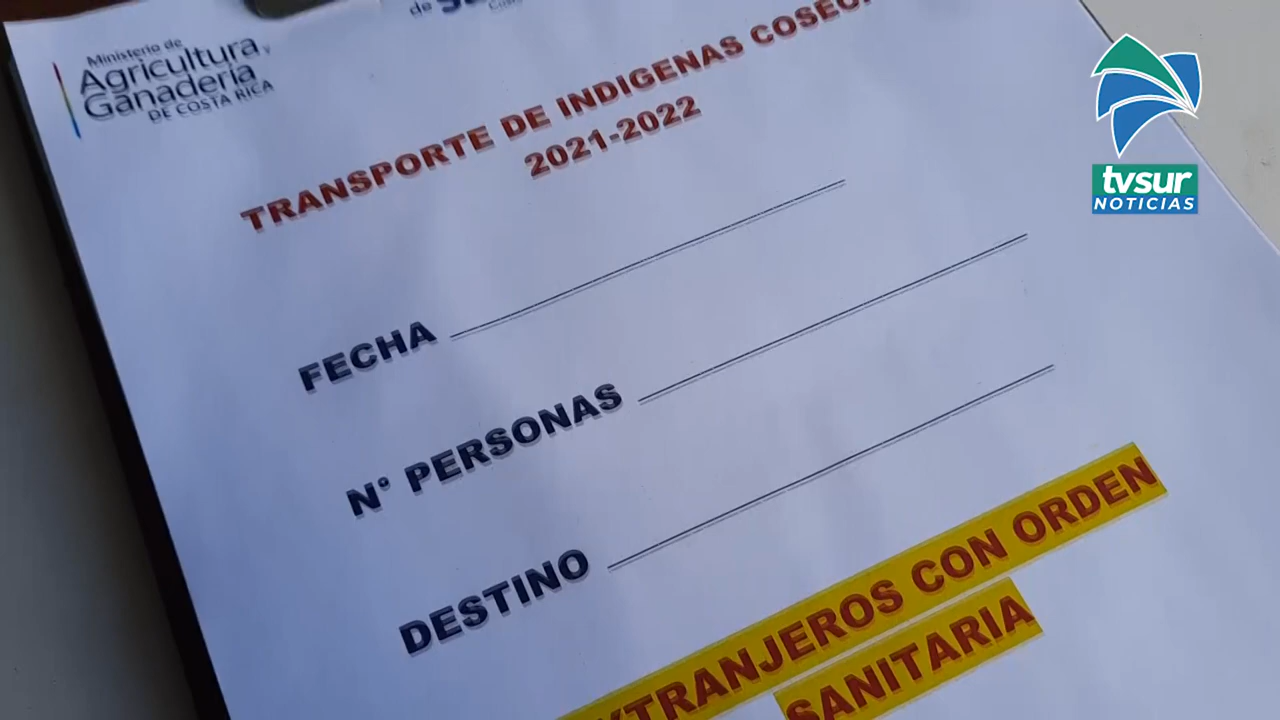 Ministerio de
Agricultura y
Ganadería
DE COSTA RICA
de
TRANSPORTE DE INDIGENAS
2021-2022
FECHA
N° PERSONAS
DESTINO
CON ORDEN
SANITARIA
tvsur
NOTICIAS